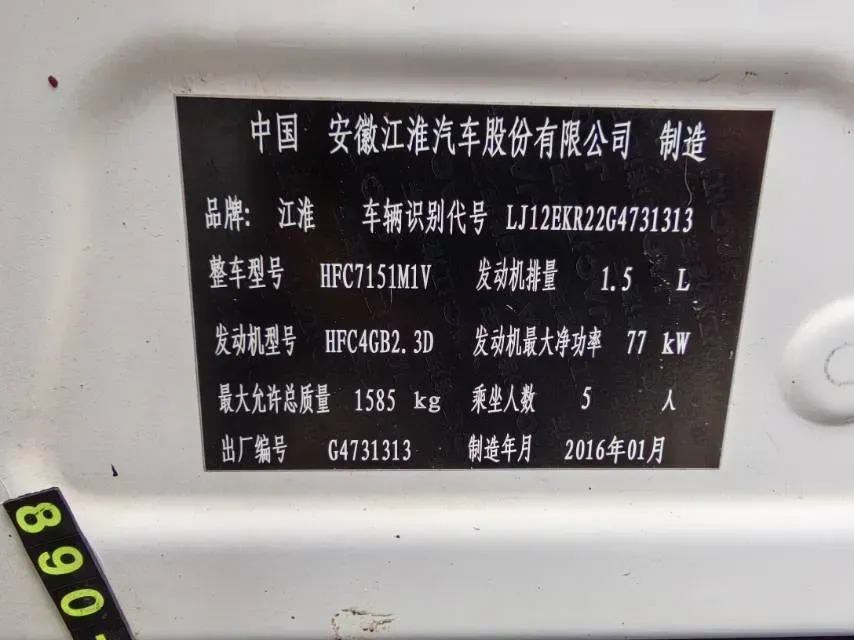 中国 安徽江淮汽车股份有限公司 制造
品牌: 江淮 车辆识别代号 LJ12EKR22G4731313
整车型号 HFC7151M1V 发动机排量 1.5 L
发动机型号 HFC4GB2.3D 发动机最大净功率 77 kW
最大允许总质量 1585 kg 乘坐人数 5 人
出厂编号 G4731313 制造年月 2016年01月
890-